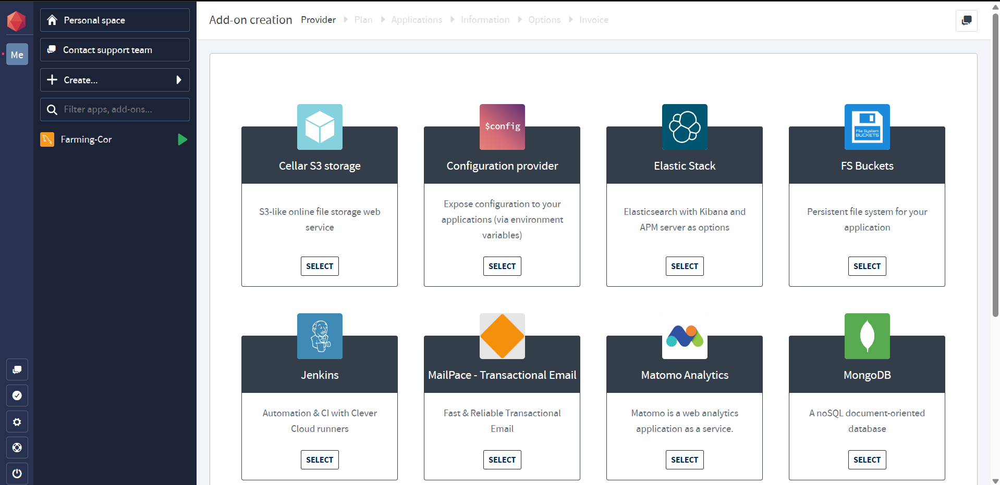 Personal space
Contact support team
Create...
Filter apps, add-ons...
Farming-Cor
Me
Add-on creation Provider Plan Applications Information Options Invoice
Cellar S3 storage
S3-like online file storage web
service
SELECT
$config
Configuration provider
Expose configuration to your
applications (via environment
variables)
SELECT
Elastic Stack
Elasticsearch with Kibana and
APM server as options
SELECT
File System
BUCKETS
FS Buckets
Persistent file system for your
application
SELECT
Jenkins
Automation & CI with Clever
Cloud runners
SELECT
MailPace - Transactional Email
Fast & Reliable Transactional
Email
SELECT
Matomo Analytics
Matomo is a web analytics
application as a service.
SELECT
MongoDB
A noSQL document-oriented
database
SELECT